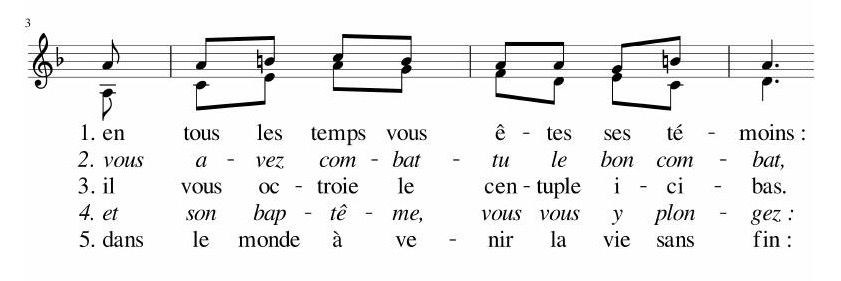 3
1. en tous les temps vous ê - tes ses té - moins :
2. vous a - vez com - bat - tu le bon com - bat,
3. il vous oc - troie le cen - tuple i - ci - bas.
4. et son bap - tê - me, vous vous y plon - gez :
5. dans le monde à ve - nir la vie sans fin :